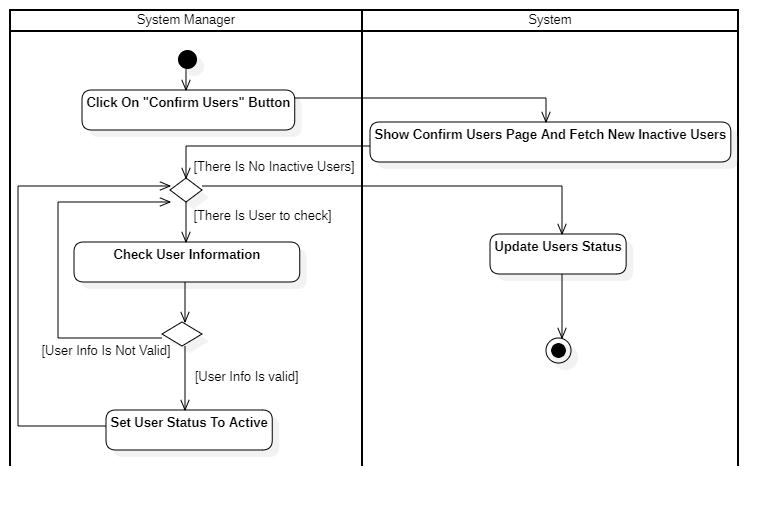 System Manager
System
Click On "Confirm Users" Button
Show Confirm Users Page And Fetch New Inactive Users
[There Is No Inactive Users]
[There Is User to check]
Check User Information
Update Users Status
[User Info Is Not Valid]
[User Info Is valid]
Set User Status To Active